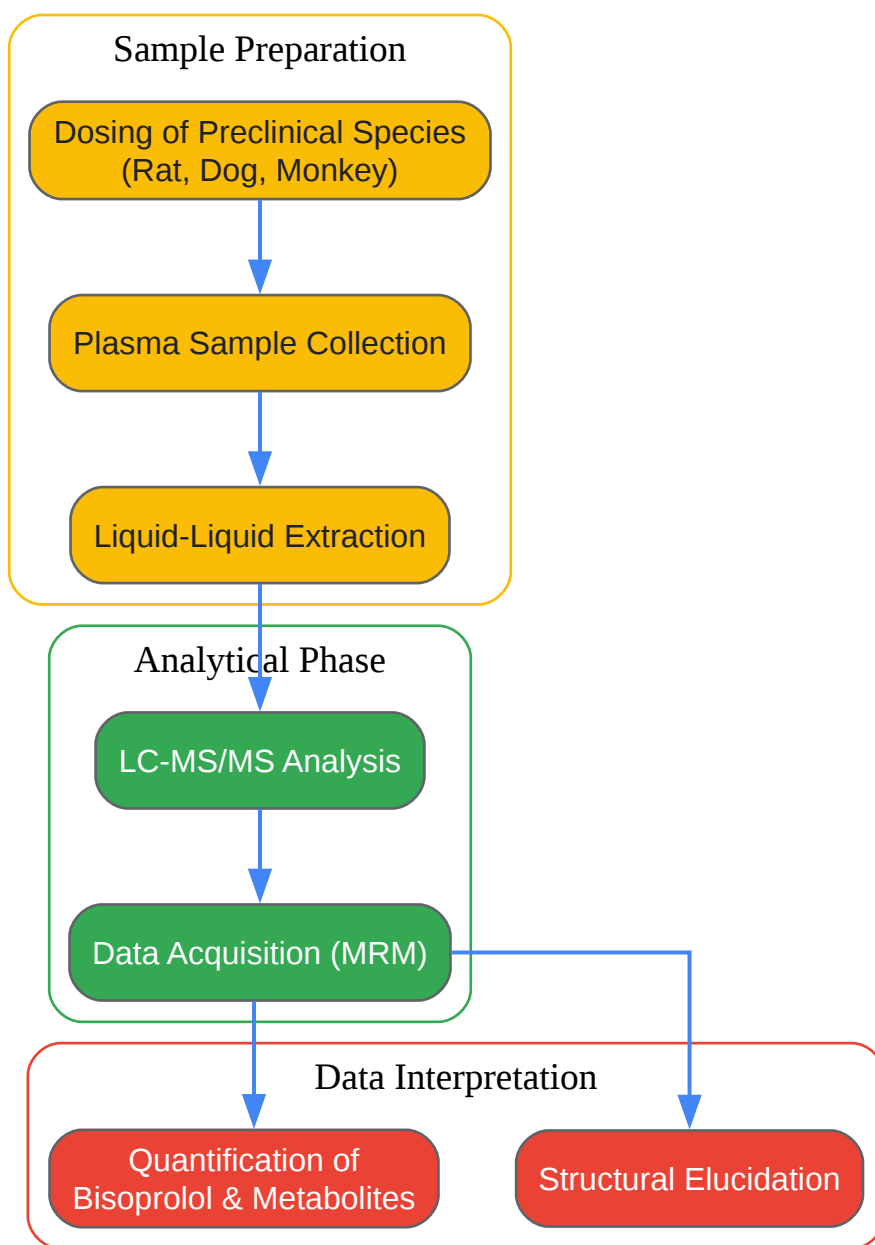 Sample Preparation
Dosing of Preclinical Species
(Rat, Dog, Monkey)
Plasma Sample Collection
Liquid-Liquid Extraction
Analytical Phase
LC-MS/MS Analysis
Data Acquisition (MRM)
Data Interpretation
Quantification of
Bisoprolol & Metabolites
Structural Elucidation